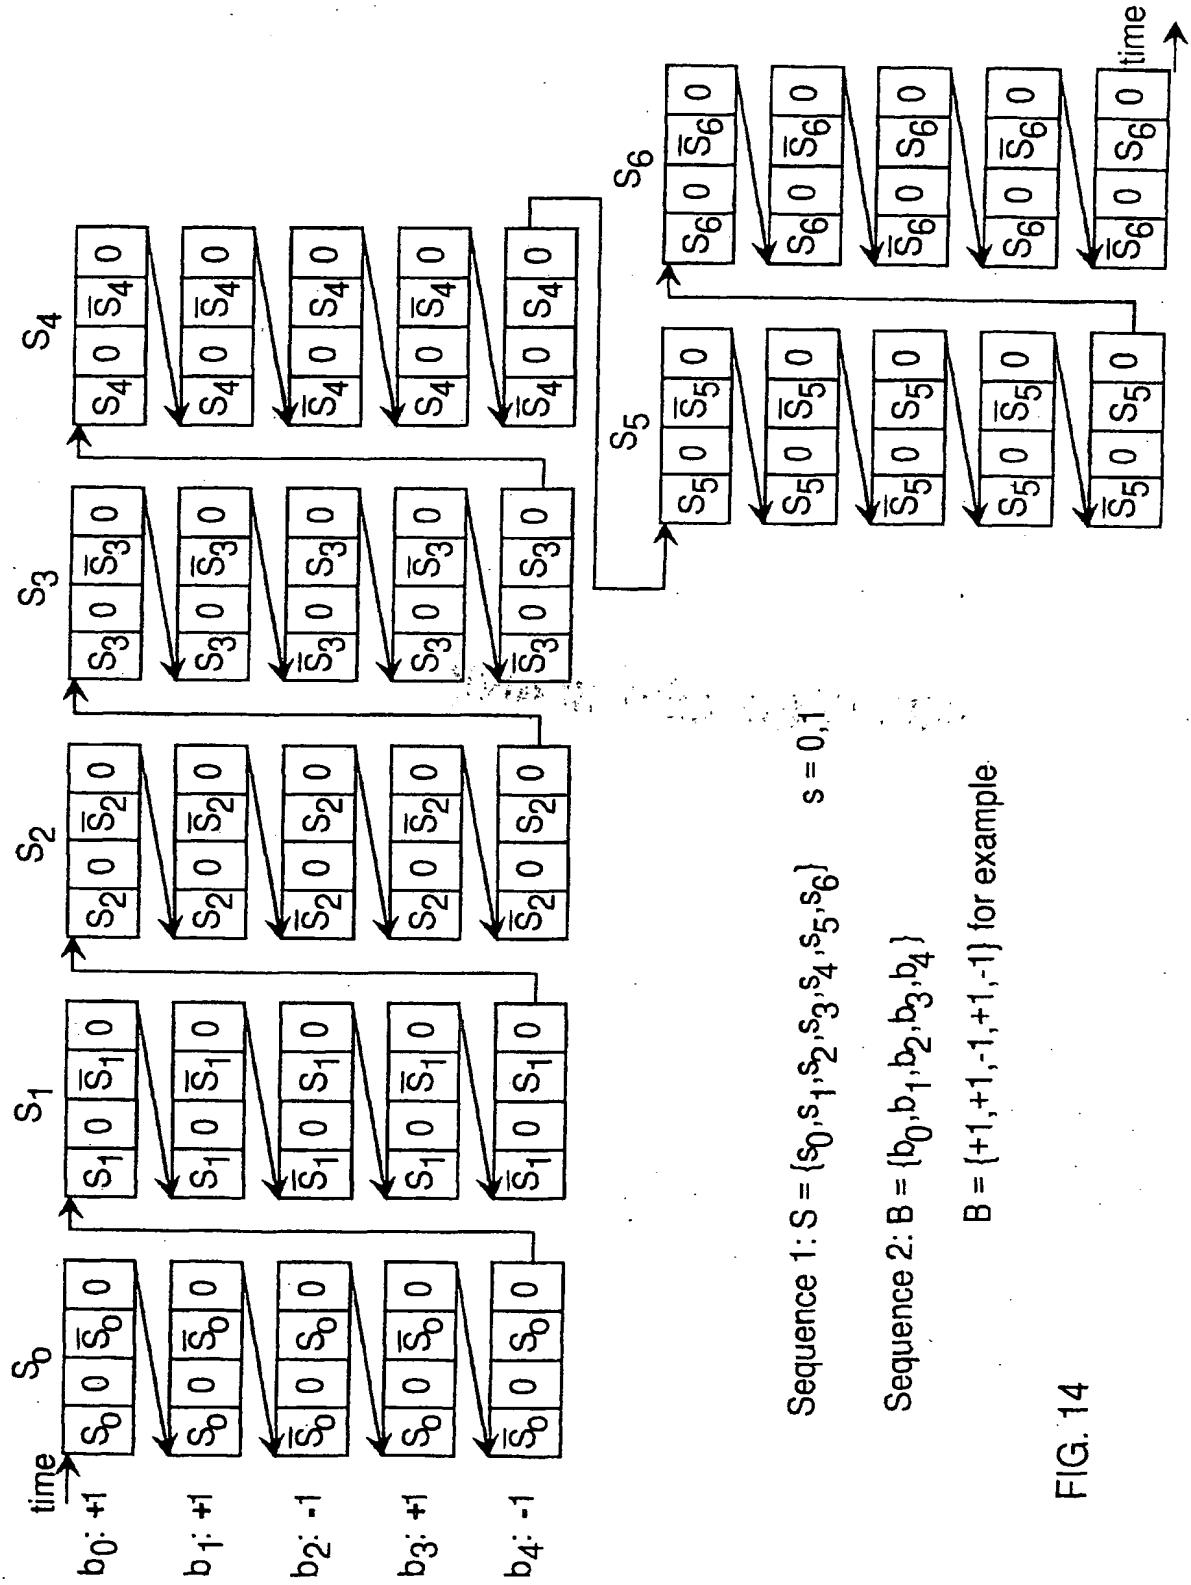 time
S0 S1 S2 S3 S4
b0: +1 S0 0 S̅0 0 S1 0 S̅1 0 S2 0 S̅2 0 S3 0 S̅3 0 S4 0 S̅4 0
b1: +1 S0 0 S̅0 0 S1 0 S̅1 0 S2 0 S̅2 0 S3 0 S̅3 0 S4 0 S̅4 0
b2: -1 S̅0 0 S0 0 S̅1 0 S1 0 S̅2 0 S2 0 S̅3 0 S3 0 S̅4 0 S4 0
b3: +1 S0 0 S̅0 0 S1 0 S̅1 0 S2 0 S̅2 0 S3 0 S̅3 0 S4 0 S̅4 0
b4: -1 S̅0 0 S0 0 S̅1 0 S1 0 S̅2 0 S2 0 S̅3 0 S3 0 S̅4 0 S4 0
S5 S6
S5 0 S̅5 0 S6 0 S̅6 0
S5 0 S̅5 0 S6 0 S̅6 0
S̅5 0 S5 0 S̅6 0 S6 0
S5 0 S̅5 0 S6 0 S̅6 0
S̅5 0 S5 0 S̅6 0 S6 0
time
Sequence 1: S = {s0,s1,s2,s3,s4,s5,s6} s = 0,1
Sequence 2: B = {b0,b1,b2,b3,b4}
B = {+1,+1,-1,+1,-1} for example
FIG. 14